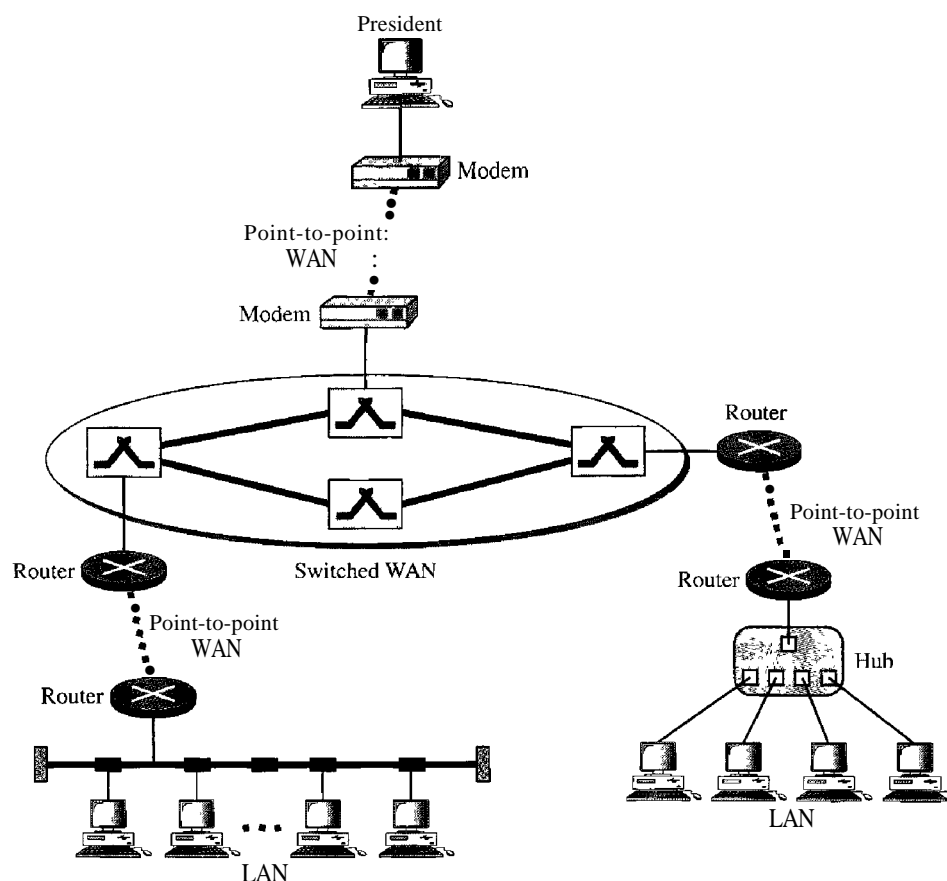 President
Modem
Point-to-point:
WAN
Modem
Router
Point-to-point
WAN
Router
Switched WAN
Router
Point-to-point
WAN
Router
Hub
LAN
LAN